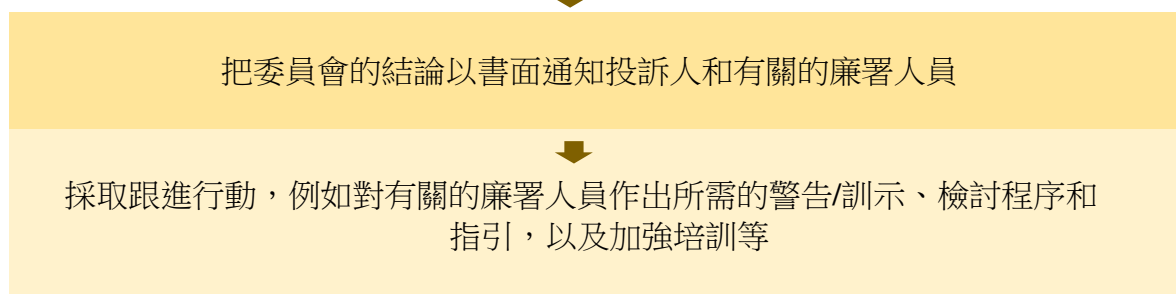 把委員會的結論以書面通知投訴人和有關的廉署人員
採取跟進行動，例如對有關的廉署人員作出所需的警告/訓示、檢討程序和
指引，以及加強培訓等